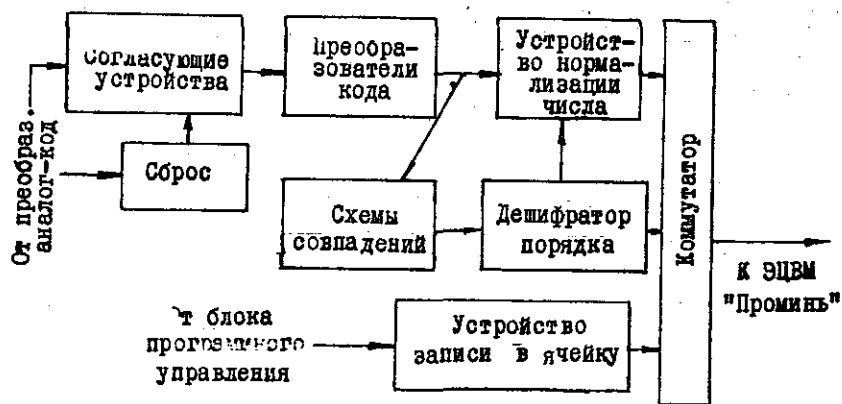 Согласующие
устройства
Преобра-
зователи
кода
Устройст-
во норма-
лизации
числа
От преобраз.
аналог-код
Сброс
Схемы
совпадений
Дешифратор
порядка
Коммутатор
К ЭЦВМ
"Проминь"
т блока
программного
управления
Устройство
записи в ячейку